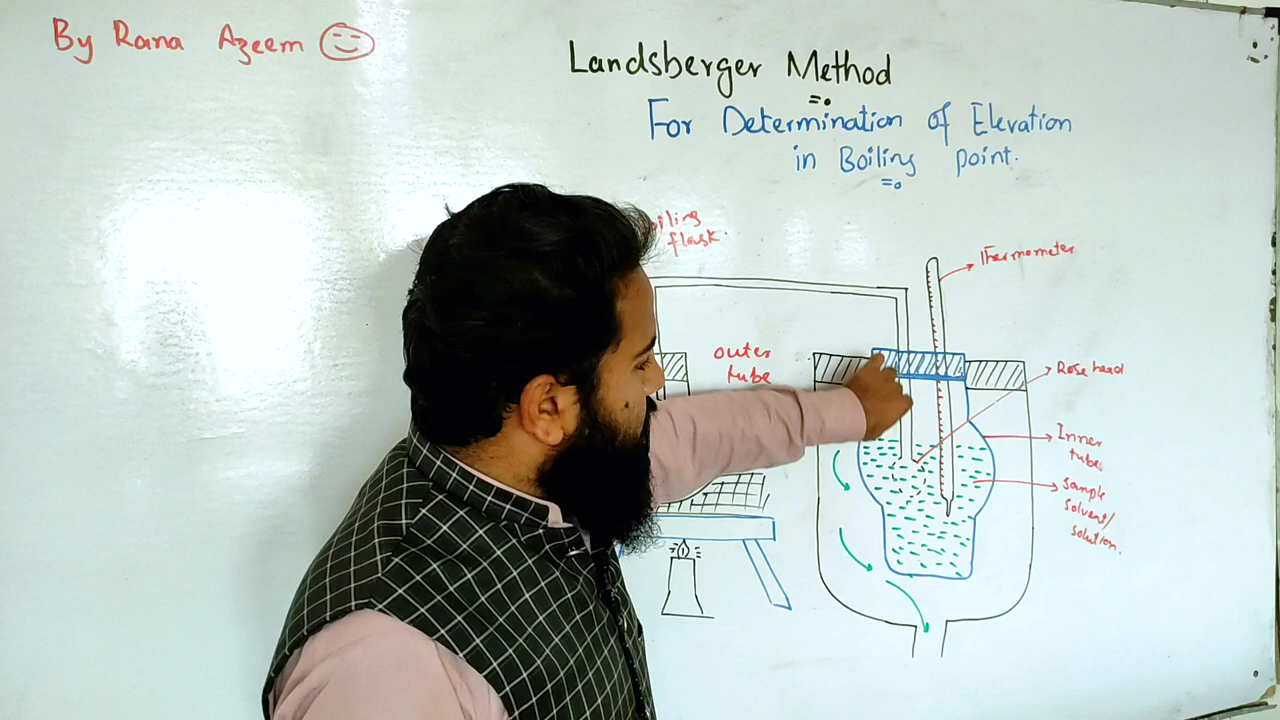 By Rana Azeem
Landsberger Method
For Determination of Elevation
in Boiling point.
flask.
Thermometer
outer
tube
Rose head
Inner
tube
sample
solvent/
solution.